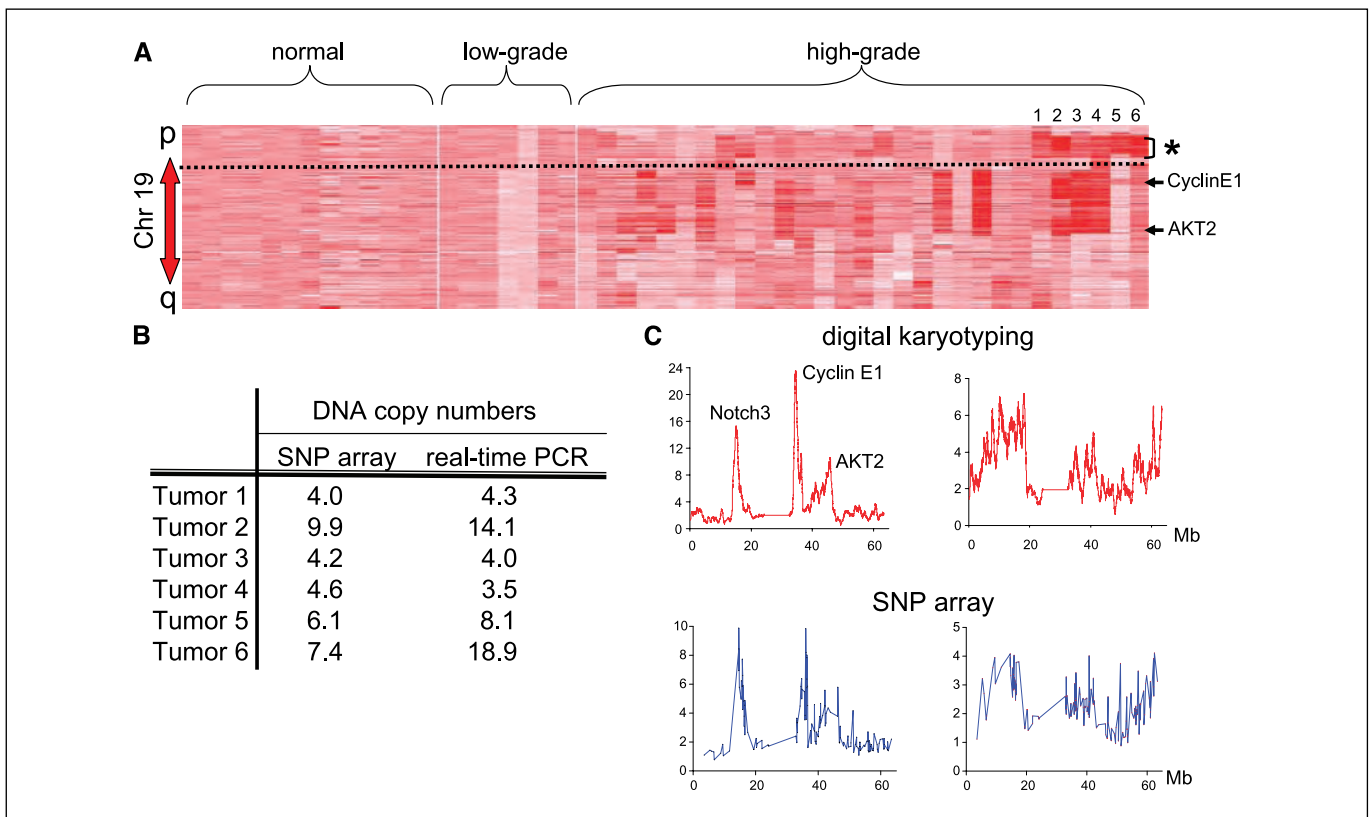 A
normal low-grade high-grade
1 2 3 4 5 6
p
*
Chr 19
CyclinE1
AKT2
q
B
DNA copy numbers
SNP array real-time PCR
Tumor 1 4.0 4.3
Tumor 2 9.9 14.1
Tumor 3 4.2 4.0
Tumor 4 4.6 3.5
Tumor 5 6.1 8.1
Tumor 6 7.4 18.9
C
digital karyotyping
24
20
16
12
8
4
0
Notch3
Cyclin E1
AKT2
0 20 40 60
8
6
4
2
0
0 20 40 60 Mb
SNP array
10
8
6
4
2
0
0 20 40 60
5
4
3
2
1
0
0 20 40 60 Mb